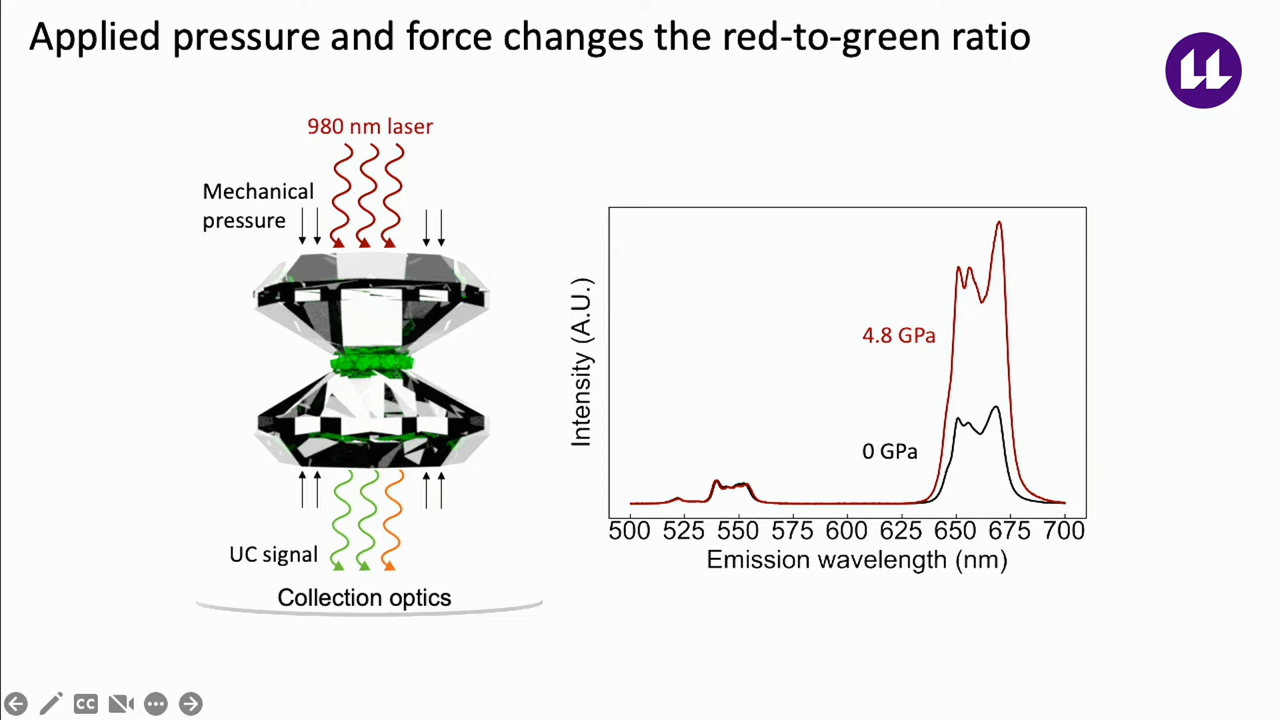 Applied pressure and force changes the red-to-green ratio
980 nm laser
Mechanical
pressure
UC signal
Collection optics
Intensity (A.U.)
4.8 GPa
0 GPa
500 525 550 575 600 625 650 675 700
Emission wavelength (nm)
CC